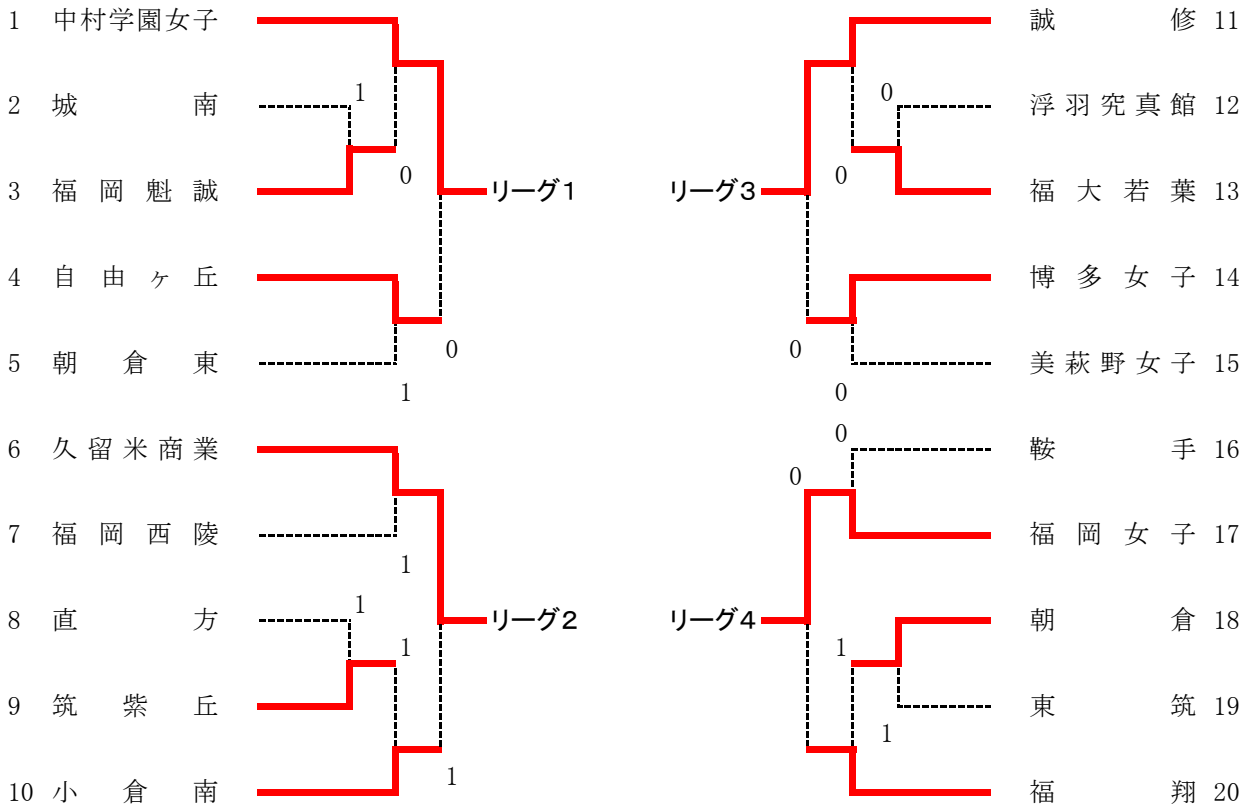 1 中村学園女子
誠修 11
1
0
2 城南
浮羽究真館 12
0
0
3 福岡魁誠
リーグ1
リーグ3
福大若葉 13
4 自由ヶ丘
博多女子 14
0
0
5 朝倉東
美萩野女子 15
1
0
0
6 久留米商業
鞍手 16
0
7 福岡西陵
福岡女子 17
1
1
8 直方
リーグ2
リーグ4
朝倉 18
1
1
9 筑紫丘
東筑 19
1
1
10 小倉南
福翔 20